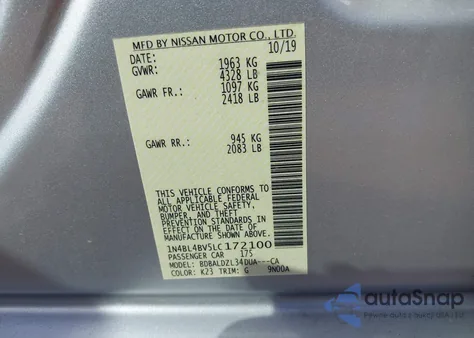 MFD BY NISSAN MOTOR CO., LTD.
DATE: 10/19
GVWR: 1963 KG
4328 LB
GAWR FR.: 1097 KG
2418 LB
GAWR RR.: 945 KG
2083 LB
THIS VEHICLE CONFORMS TO
ALL APPLICABLE FEDERAL
MOTOR VEHICLE SAFETY,
BUMPER, AND THEFT
PREVENTION STANDARDS IN
EFFECT ON THE DATE OF
MANUFACTURE SHOWN ABOVE.
1N4BL4BV5LC172100
PASSENGER CAR 175
MODEL: BDBALDZL34DUA---CA
COLOR: K23 TRIM: G 9N00A
autoSnap